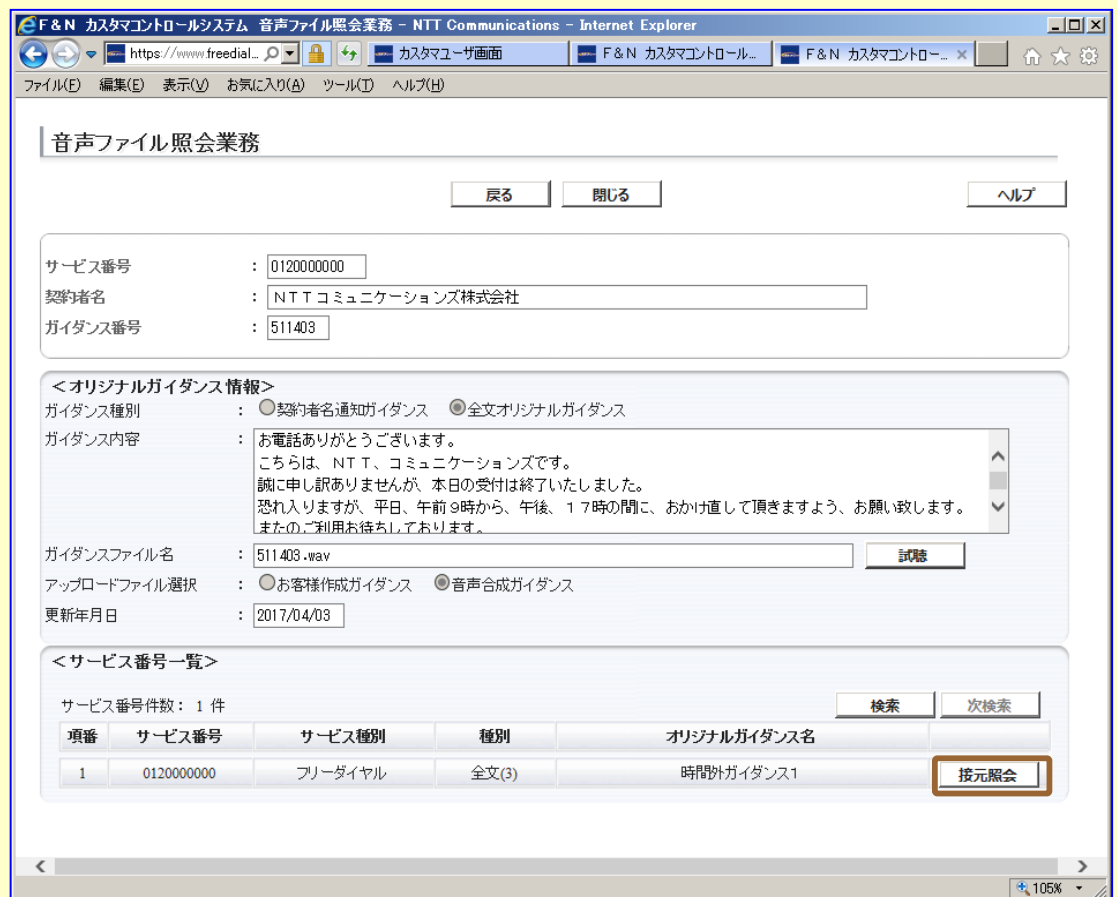 F&N カスタマコントロールシステム 音声ファイル照会業務 - NTT Communications - Internet Explorer
https://www.freedial... カスタマユーザ画面 F&N カスタマコントロール... F&N カスタマコントロー... ×
ファイル(F) 編集(E) 表示(V) お気に入り(A) ツール(T) ヘルプ(H)
音声ファイル照会業務
戻る 閉じる ヘルプ
サービス番号 : 0120000000
契約者名 : NTTコミュニケーションズ株式会社
ガイダンス番号 : 511403
<オリジナルガイダンス情報>
ガイダンス種別 : 契約者名通知ガイダンス 全文オリジナルガイダンス
ガイダンス内容 : お電話ありがとうございます。
こちらは、NTT、コミュニケーションズです。
誠に申し訳ありませんが、本日の受付は終了いたしました。
恐れ入りますが、平日、午前9時から、午後、17時の間に、おかけ直して頂きますよう、お願い致します。
またのご利用お待ちしております。
ガイダンスファイル名 : 511403.wav 試聴
アップロードファイル選択 : お客様作成ガイダンス 音声合成ガイダンス
更新年月日 : 2017/04/03
<サービス番号一覧>
サービス番号件数: 1 件 検索 次検索
項番 サービス番号 サービス種別 種別 オリジナルガイダンス名
1 0120000000 フリーダイヤル 全文(3) 時間外ガイダンス1 接元照会
105%